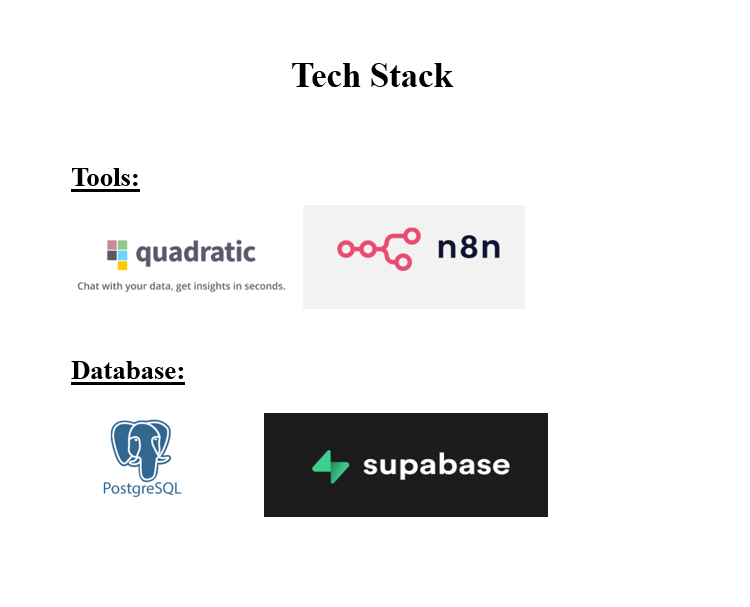 Tech Stack
Tools:
quadratic
Chat with your data, get insights in seconds.
n8n
Database:
PostgreSQL
supabase